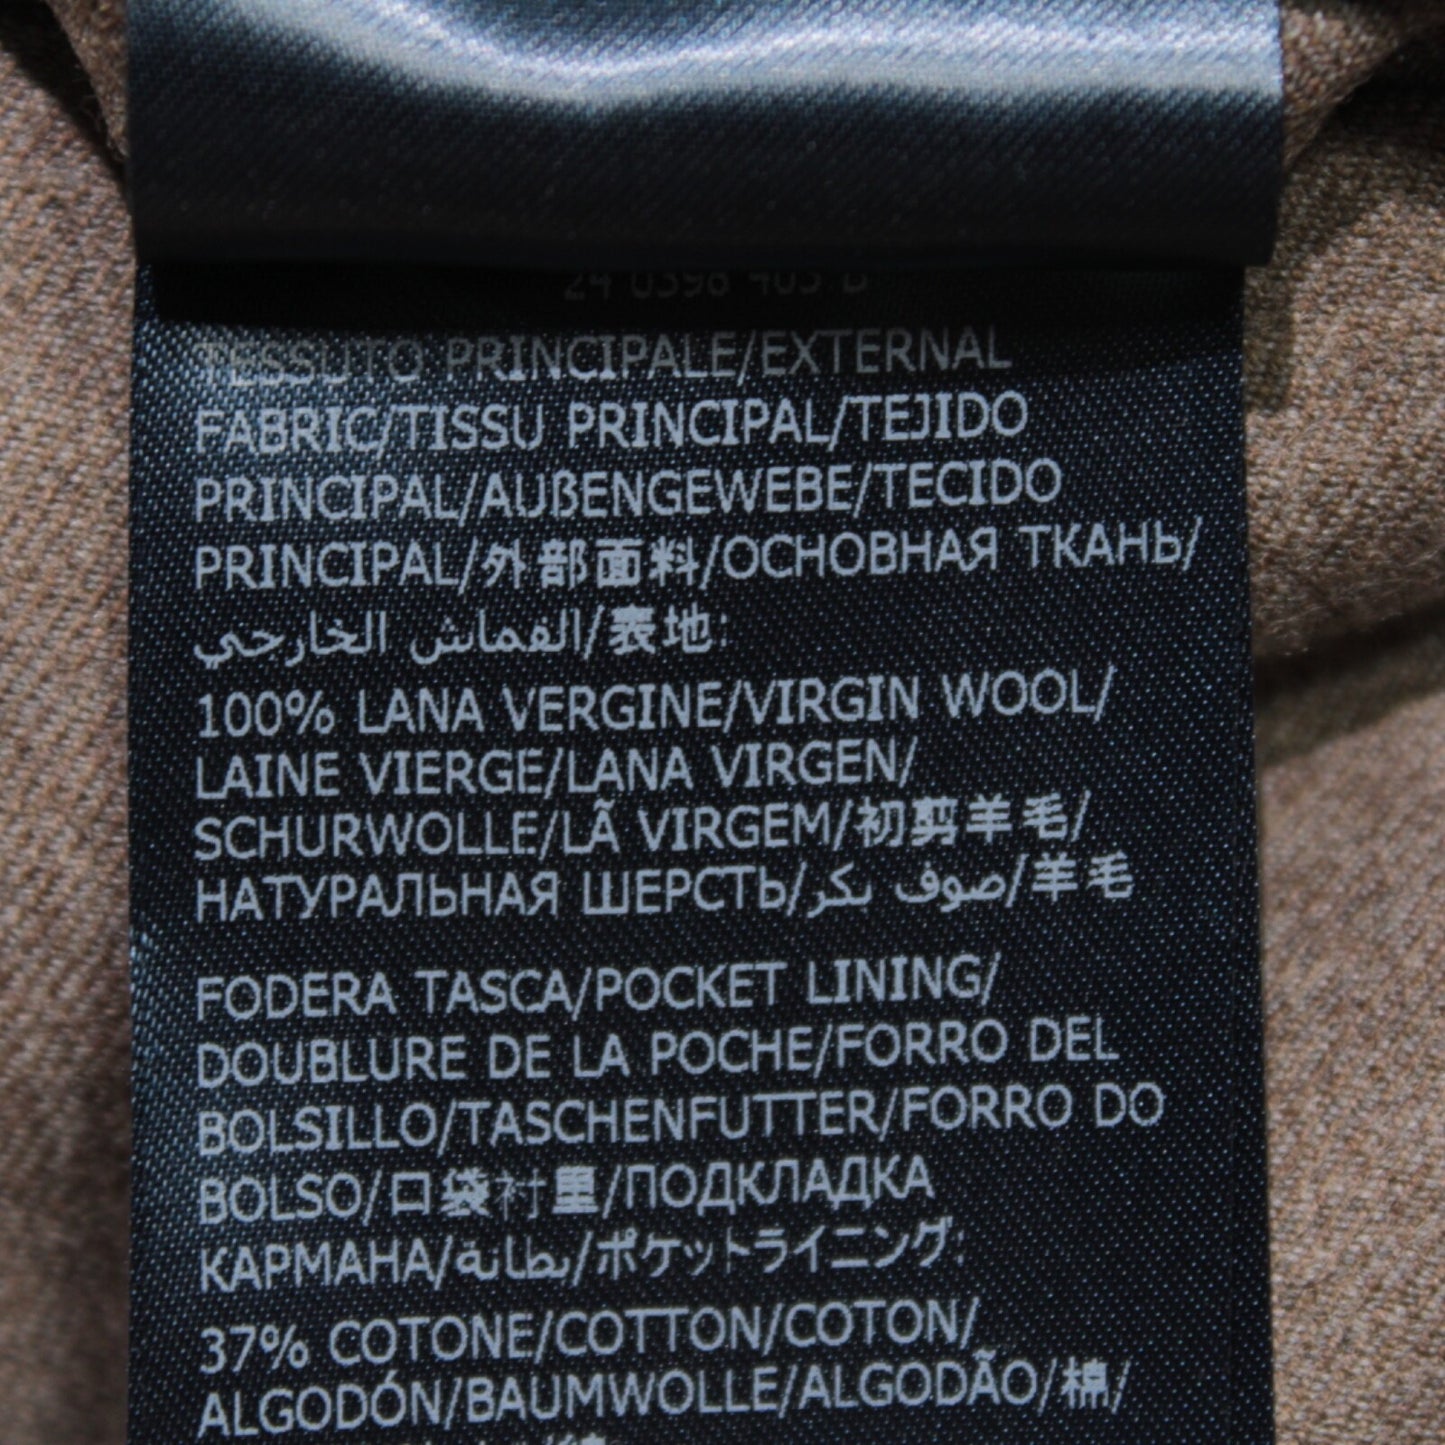 24 0398 403 B
TESSUTO PRINCIPALE/EXTERNAL
FABRIC/TISSU PRINCIPAL/TEJIDO
PRINCIPAL/AUßENGEWEBE/TECIDO
PRINCIPAL/外部面料/ОСНОВНАЯ ТКАНЬ/
القماش الخارجي/表地:
100% LANA VERGINE/VIRGIN WOOL/
LAINE VIERGE/LANA VIRGEN/
SCHURWOLLE/LÃ VIRGEM/初剪羊毛/
НАТУРАЛЬНАЯ ШЕРСТЬ/صوف بكر/羊毛
FODERA TASCA/POCKET LINING/
DOUBLURE DE LA POCHE/FORRO DEL
BOLSILLO/TASCHENFUTTER/FORRO DO
BOLSO/口袋衬里/ПОДКЛАДКА
КАРМАНА/بطانة/ポケットライニング:
37% COTONE/COTTON/COTON/
ALGODÓN/BAUMWOLLE/ALGODÃO/棉/